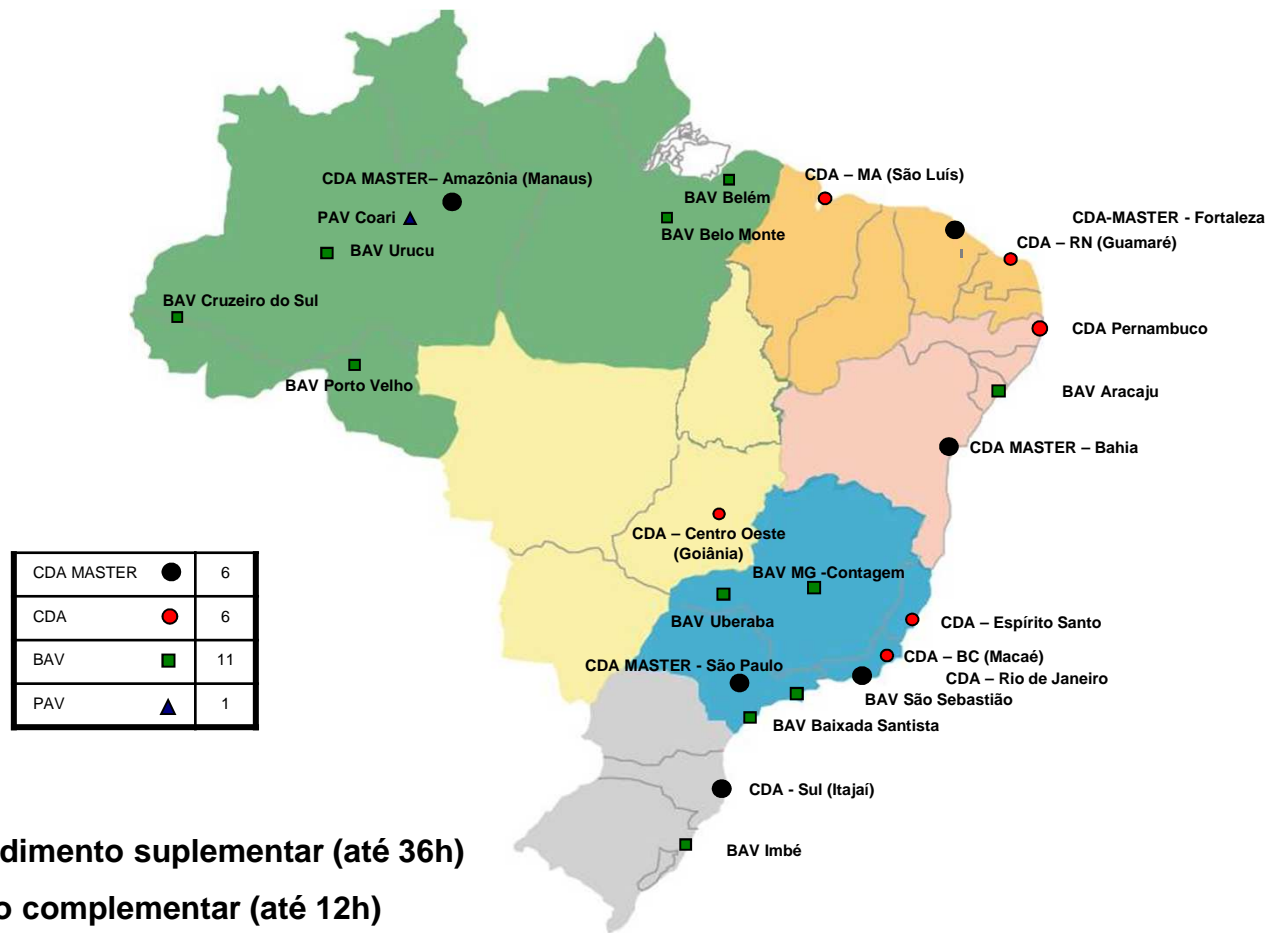 CDA MASTER– Amazônia (Manaus)
CDA – MA (São Luís)
BAV Belém
PAV Coari
CDA-MASTER - Fortaleza
BAV Belo Monte
CDA – RN (Guamaré)
BAV Urucu
BAV Cruzeiro do Sul
CDA Pernambuco
BAV Porto Velho
BAV Aracaju
CDA MASTER – Bahia
CDA – Centro Oeste
(Goiânia)
BAV MG -Contagem
CDA MASTER 6
CDA 6
BAV 11
PAV 1
BAV Uberaba
CDA – Espírito Santo
CDA – BC (Macaé)
CDA MASTER - São Paulo
CDA – Rio de Janeiro
BAV São Sebastião
BAV Baixada Santista
CDA - Sul (Itajaí)
BAV Imbé
dimento suplementar (até 36h)
o complementar (até 12h)